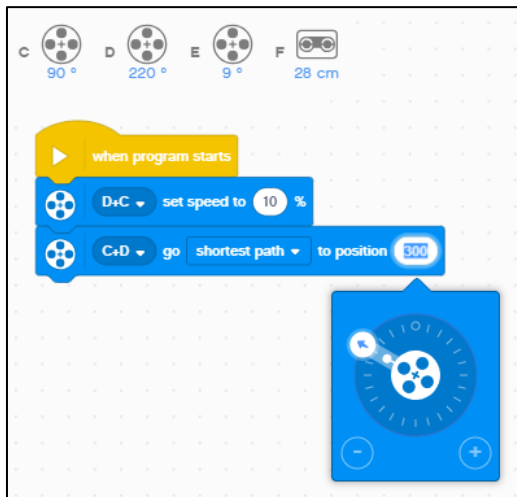 C D E F
90 ° 220 ° 9 ° 28 cm
when program starts
D+C set speed to 10 %
C+D go shortest path to position 300
- +